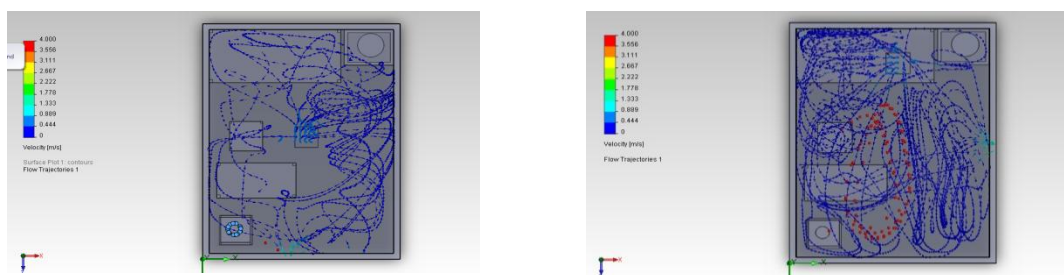 4.000
3.556
3.111
2.667
2.222
1.778
1.333
0.889
0.444
0
Velocity [m/s]
Surface Plot 1: contours
Flow Trajectories 1
X
Y
X
4.000
3.556
3.111
2.667
2.222
1.778
1.333
0.889
0.444
0
Velocity [m/s]
Flow Trajectories 1
X
X